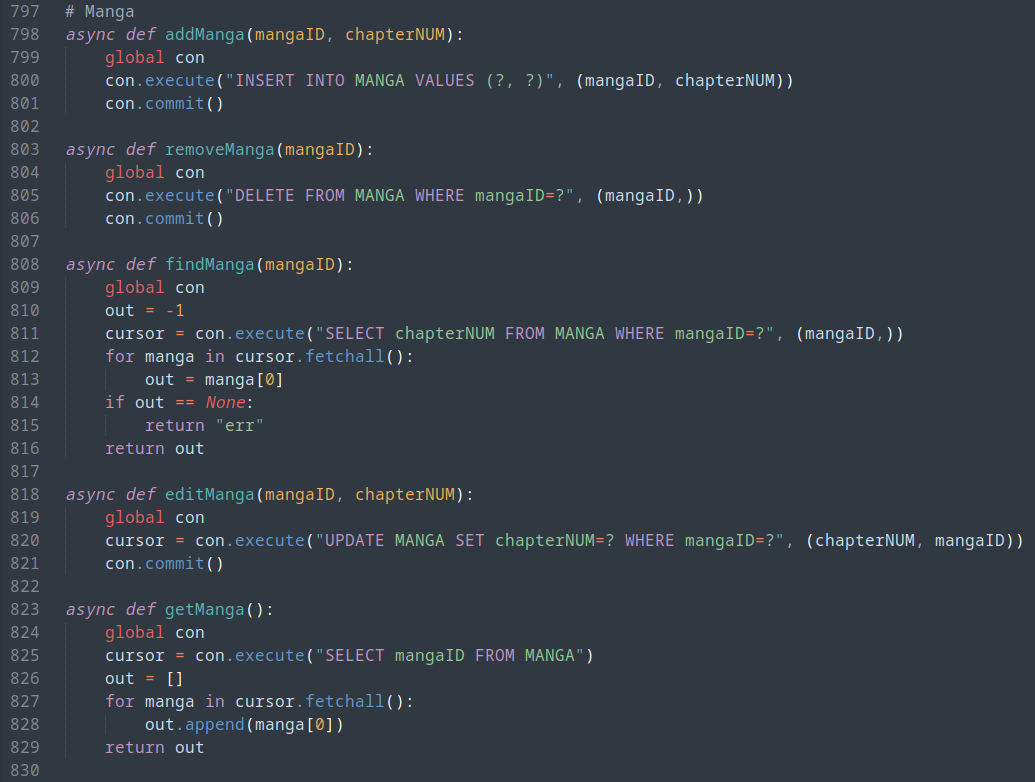 797 # Manga
798 async def addManga(mangaID, chapterNUM):
799     global con
800     con.execute("INSERT INTO MANGA VALUES (?, ?)", (mangaID, chapterNUM))
801     con.commit()
802
803 async def removeManga(mangaID):
804     global con
805     con.execute("DELETE FROM MANGA WHERE mangaID=?", (mangaID,))
806     con.commit()
807
808 async def findManga(mangaID):
809     global con
810     out = -1
811     cursor = con.execute("SELECT chapterNUM FROM MANGA WHERE mangaID=?", (mangaID,))
812     for manga in cursor.fetchall():
813         out = manga[0]
814     if out == None:
815         return "err"
816     return out
817
818 async def editManga(mangaID, chapterNUM):
819     global con
820     cursor = con.execute("UPDATE MANGA SET chapterNUM=? WHERE mangaID=?", (chapterNUM, mangaID))
821     con.commit()
822
823 async def getManga():
824     global con
825     cursor = con.execute("SELECT mangaID FROM MANGA")
826     out = []
827     for manga in cursor.fetchall():
828         out.append(manga[0])
829     return out
830